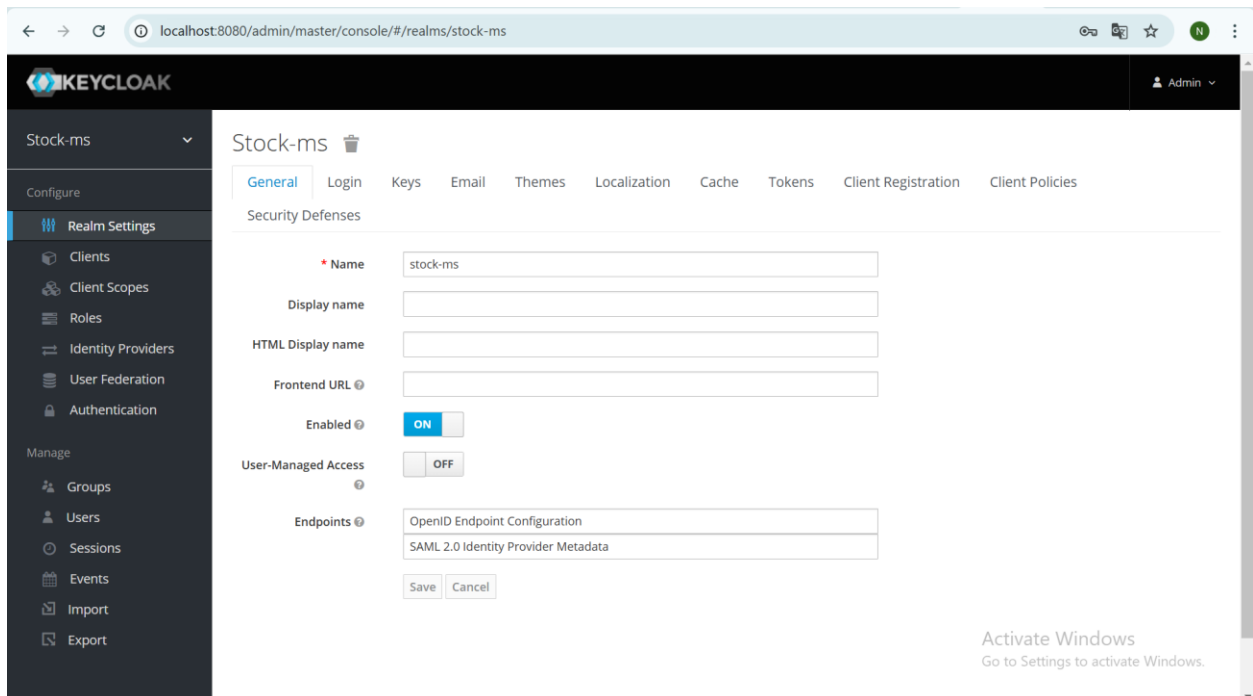 localhost:8080/admin/master/console/#/realms/stock-ms
N
KEYCLOAK
Admin
Stock-ms
Configure
Realm Settings
Clients
Client Scopes
Roles
Identity Providers
User Federation
Authentication
Manage
Groups
Users
Sessions
Events
Import
Export
Stock-ms
General Login Keys Email Themes Localization Cache Tokens Client Registration Client Policies
Security Defenses
* Name stock-ms
Display name
HTML Display name
Frontend URL
Enabled ON
User-Managed Access OFF
Endpoints OpenID Endpoint Configuration
SAML 2.0 Identity Provider Metadata
Save Cancel
Activate Windows
Go to Settings to activate Windows.